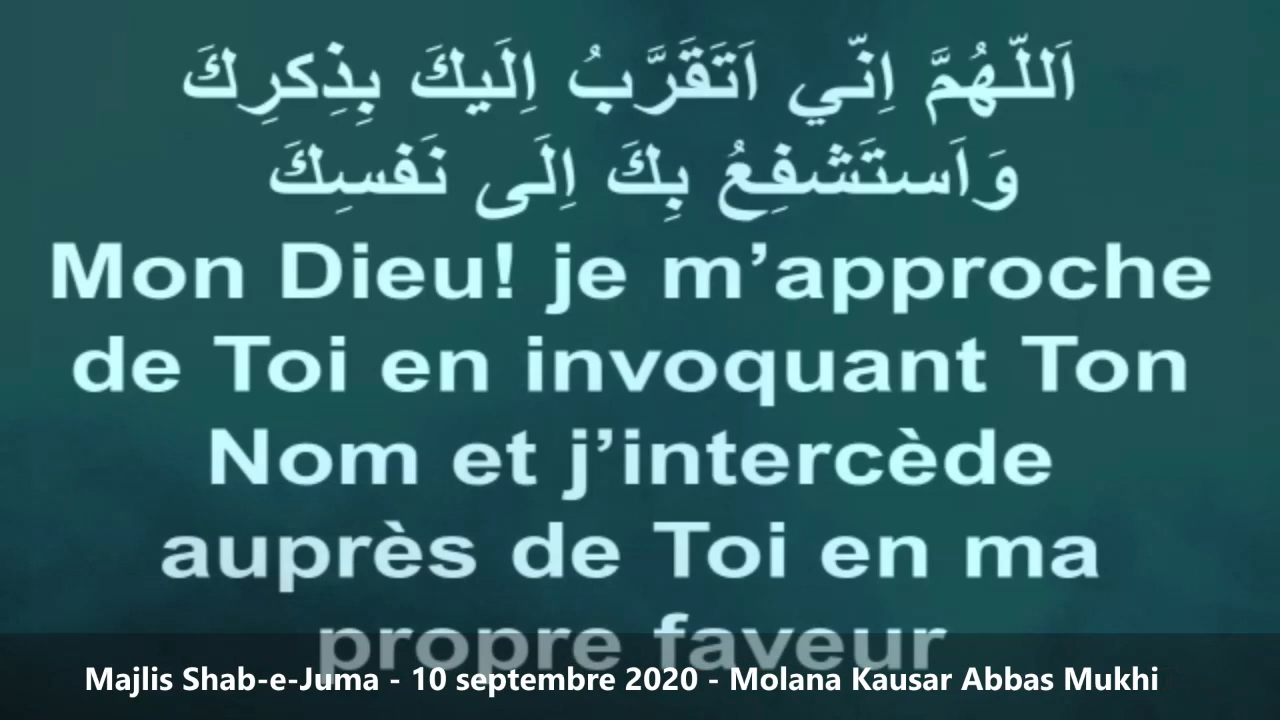 اَللّهُمَّ اِنّي اَتَقَرَّبُ اِلَيكَ بِذِكرِكَ
وَاَستَشفِعُ بِكَ اِلَى نَفسِكَ
Mon Dieu! je m’approche
de Toi en invoquant Ton
Nom et j’intercède
auprès de Toi en ma
propre faveur
Majlis Shab-e-Juma - 10 septembre 2020 - Molana Kausar Abbas Mukhi